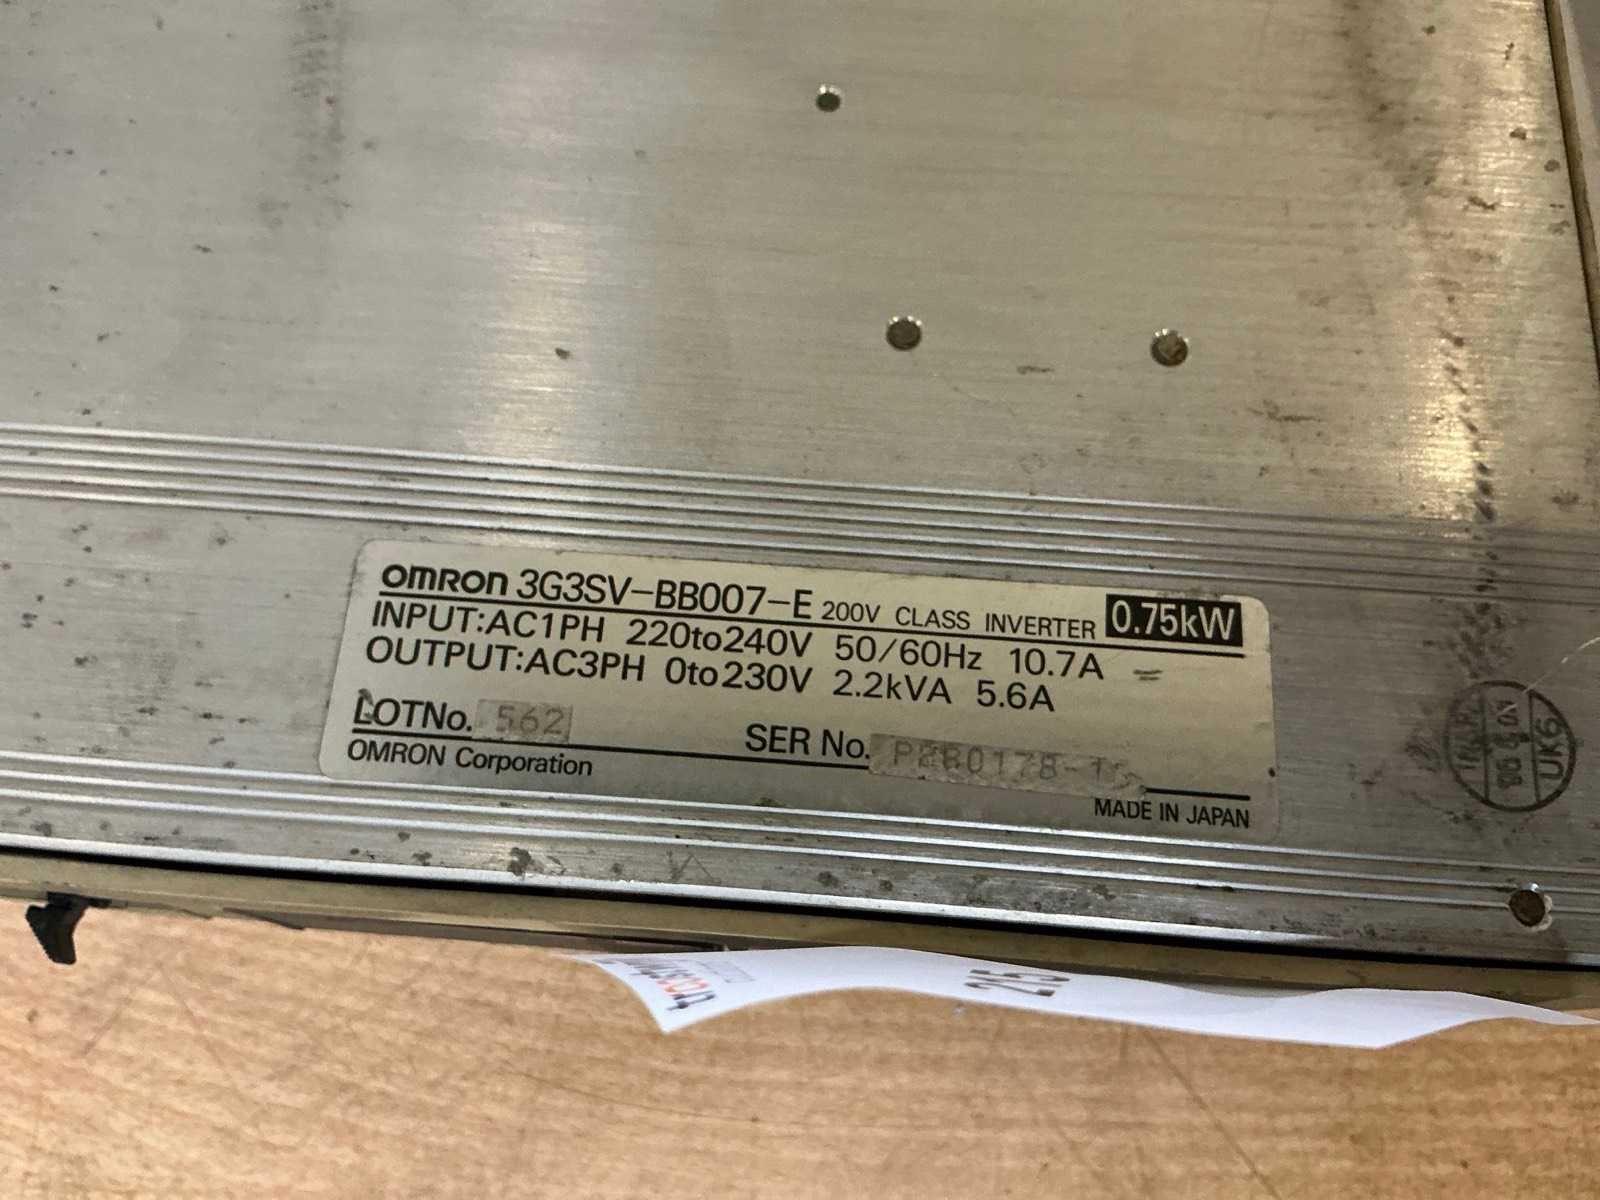 omron 3G3SV-BB007-E 200V CLASS INVERTER 0.75kW
INPUT:AC1PH 220to240V 50/60Hz 10.7A
OUTPUT:AC3PH 0to230V 2.2kVA 5.6A
LOTNo. 562 SER No.
OMRON Corporation
MADE IN JAPAN
UK6